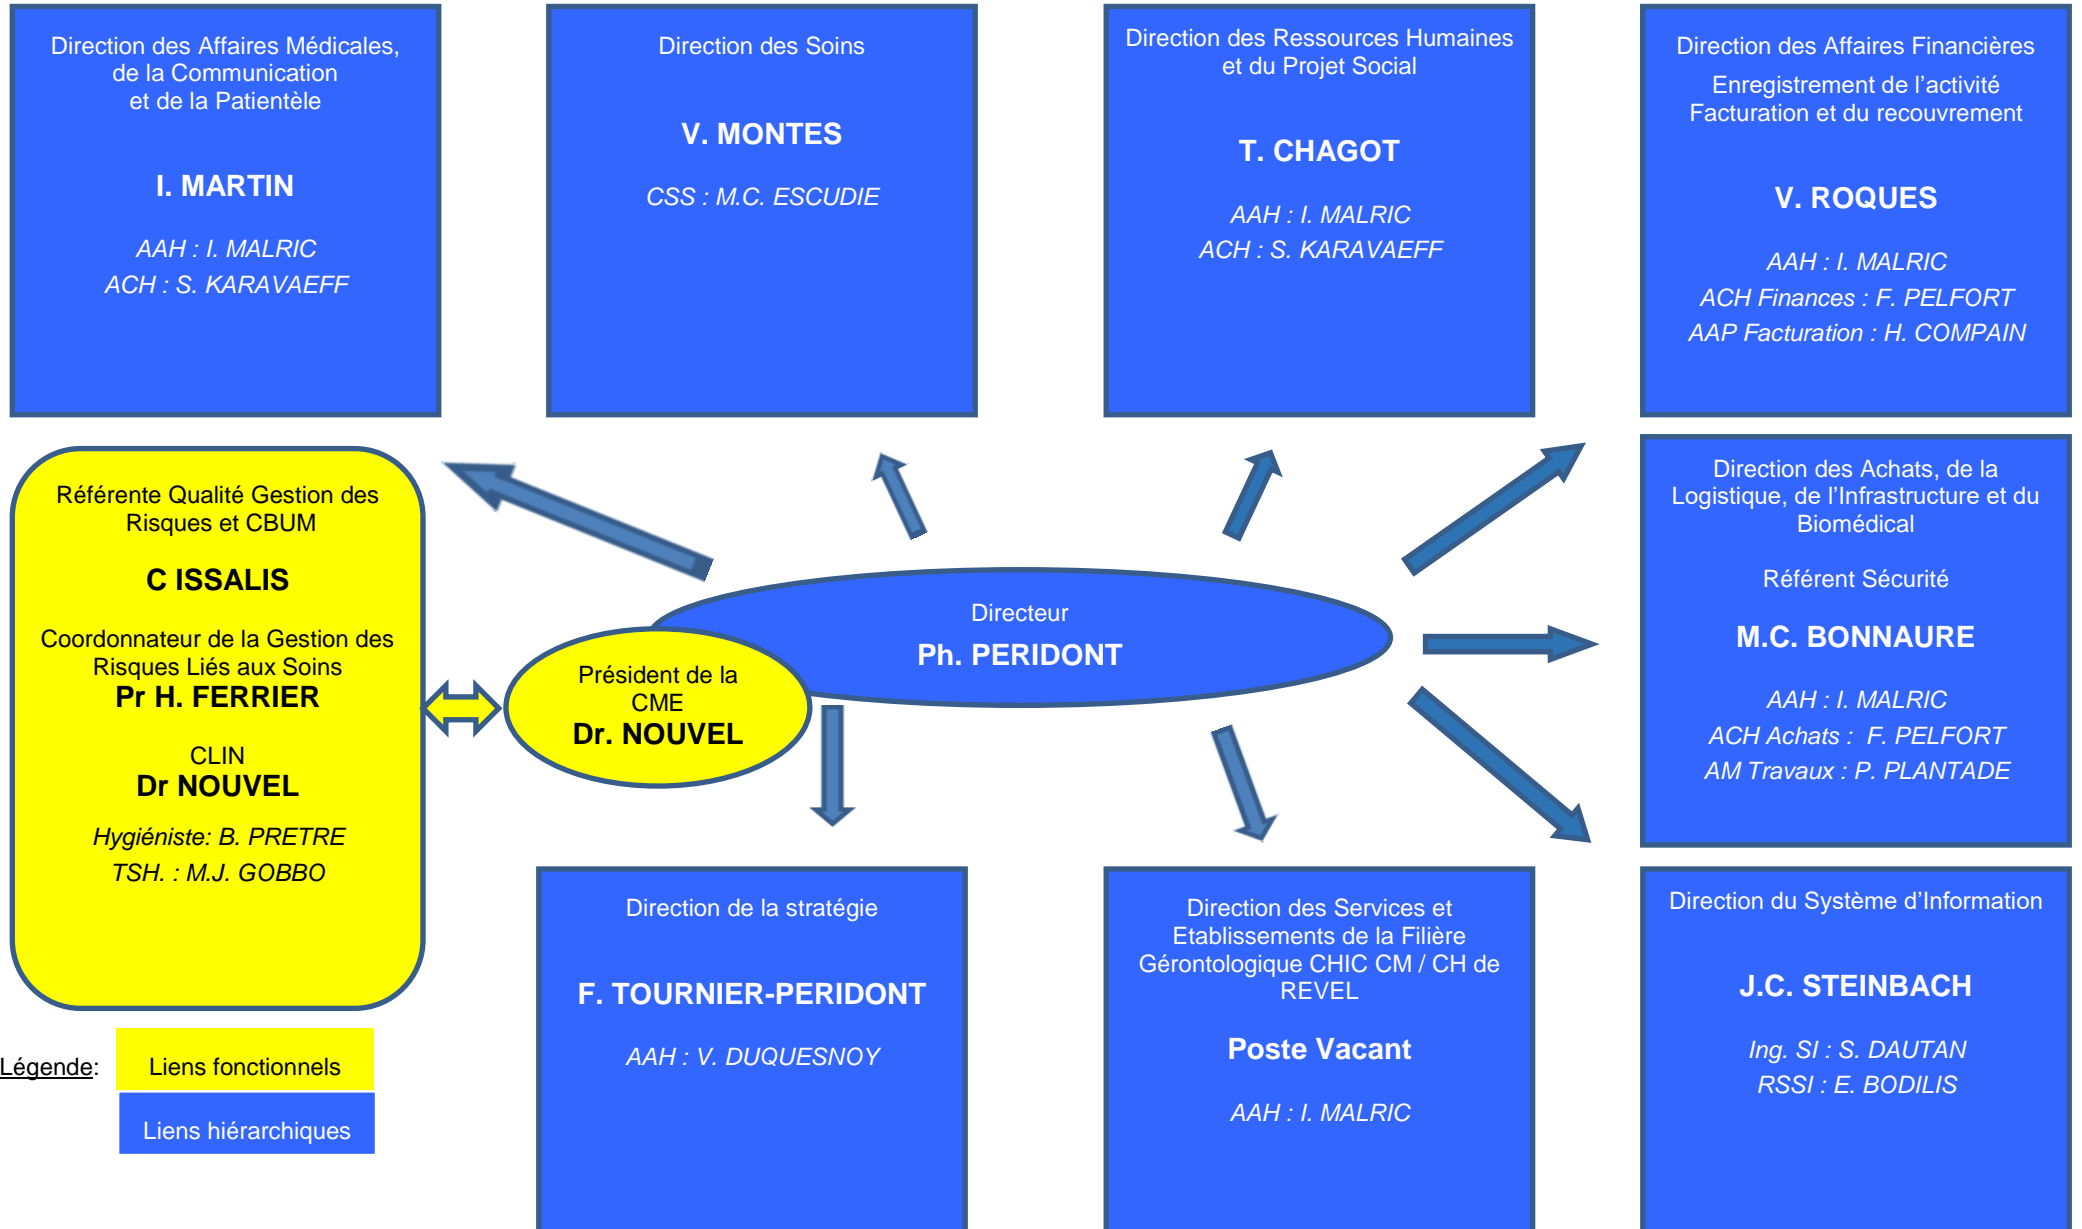 Direction des Affaires Médicales,
de la Communication
et de la Patientèle
I. MARTIN
AAH : I. MALRIC
ACH : S. KARAVAEFF
Direction des Soins
V. MONTES
CSS : M.C. ESCUDIE
Direction des Ressources Humaines
et du Projet Social
T. CHAGOT
AAH : I. MALRIC
ACH : S. KARAVAEFF
Direction des Affaires Financières
Enregistrement de l’activité
Facturation et du recouvrement
V. ROQUES
AAH : I. MALRIC
ACH Finances : F. PELFORT
AAP Facturation : H. COMPAIN
Référente Qualité Gestion des
Risques et CBUM
C ISSALIS
Coordonnateur de la Gestion des
Risques Liés aux Soins
Pr H. FERRIER
CLIN
Dr NOUVEL
Hygiéniste: B. PRETRE
TSH. : M.J. GOBBO
Directeur
Ph. PERIDONT
Président de la
CME
Dr. NOUVEL
Direction des Achats, de la
Logistique, de l’Infrastructure et du
Biomédical
Référent Sécurité
M.C. BONNAURE
AAH : I. MALRIC
ACH Achats : F. PELFORT
AM Travaux : P. PLANTADE
Direction de la stratégie
F. TOURNIER-PERIDONT
AAH : V. DUQUESNOY
Direction des Services et
Etablissements de la Filière
Gérontologique CHIC CM / CH de
REVEL
Poste Vacant
AAH : I. MALRIC
Direction du Système d’Information
J.C. STEINBACH
Ing. SI : S. DAUTAN
RSSI : E. BODILIS
Légende:
Liens fonctionnels
Liens hiérarchiques